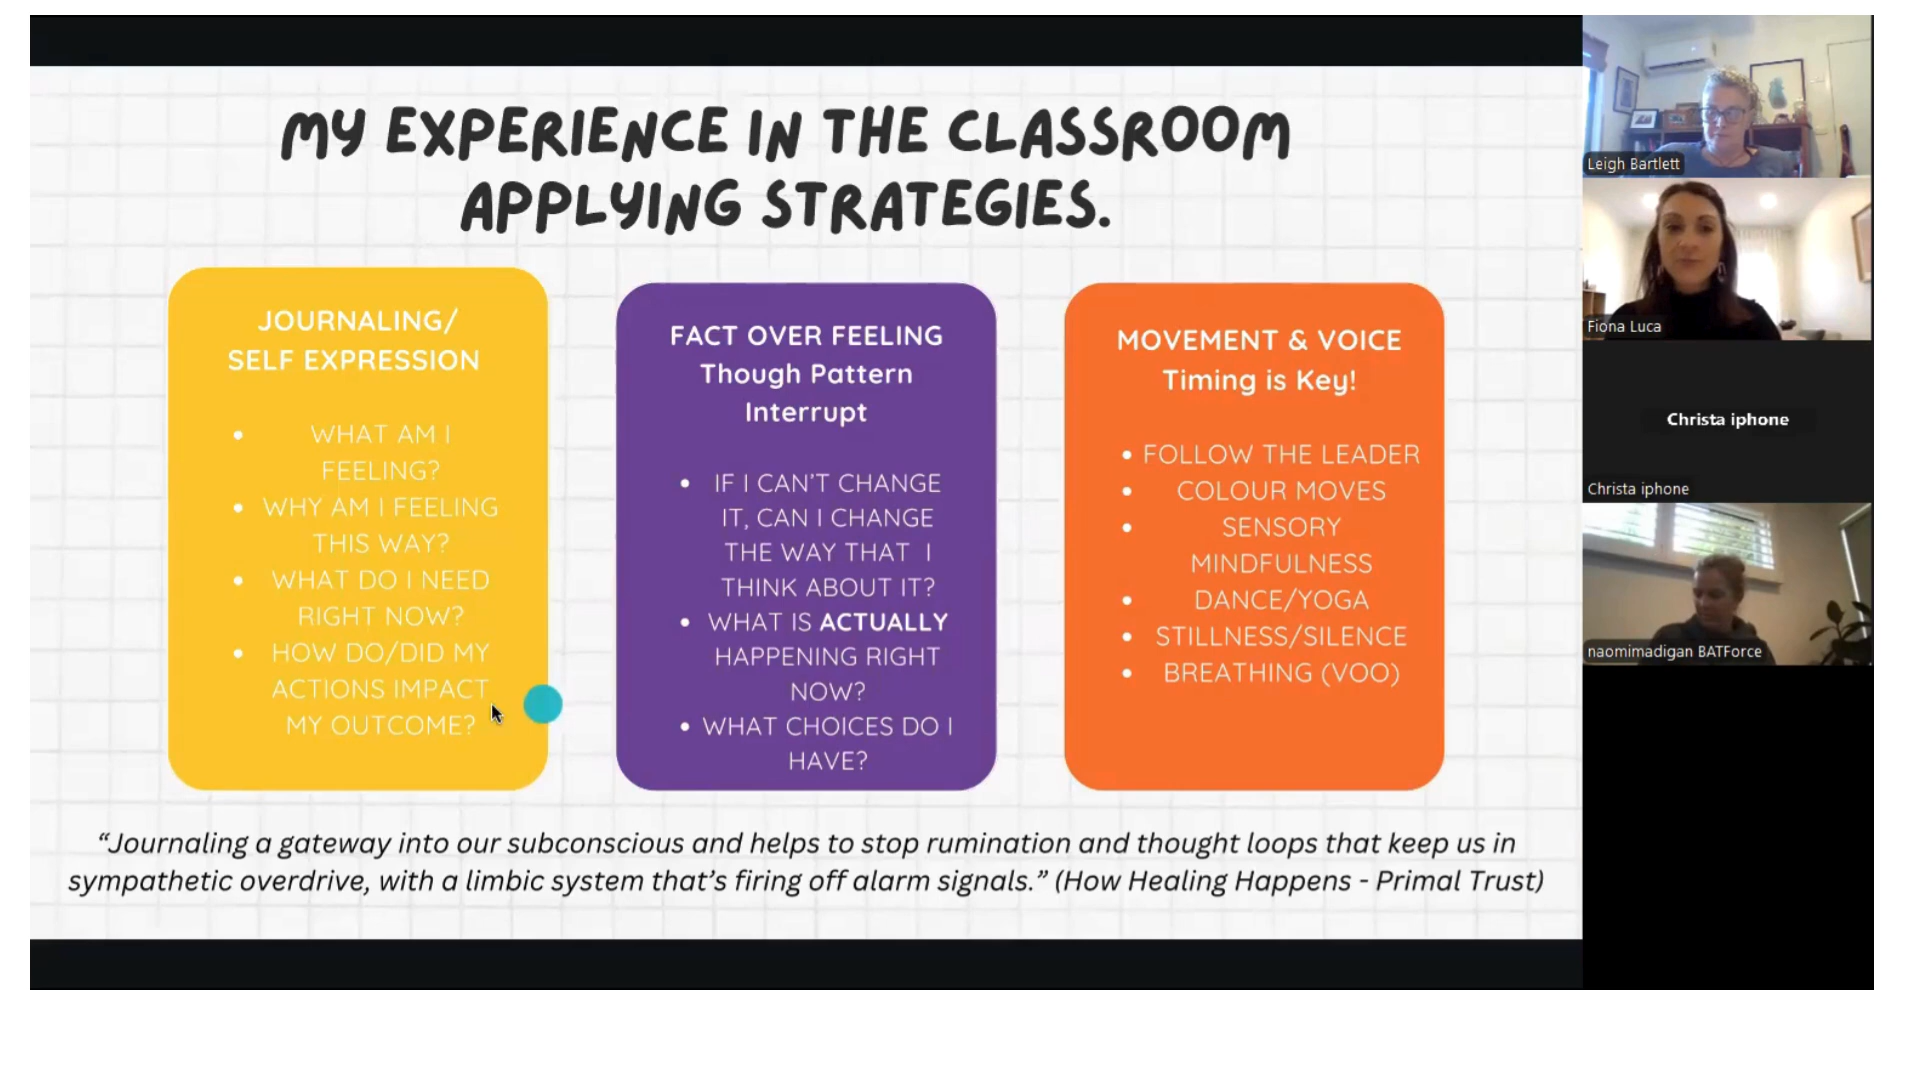 MY EXPERIENCE IN THE CLASSROOM
APPLYING STRATEGIES.
JOURNALING/
SELF EXPRESSION
• WHAT AM I
FEELING?
• WHY AM I FEELING
THIS WAY?
• WHAT DO I NEED
RIGHT NOW?
• HOW DO/DID MY
ACTIONS IMPACT
MY OUTCOME?
FACT OVER FEELING
Though Pattern
Interrupt
• IF I CAN'T CHANGE
IT, CAN I CHANGE
THE WAY THAT I
THINK ABOUT IT?
• WHAT IS ACTUALLY
HAPPENING RIGHT
NOW?
• WHAT CHOICES DO I
HAVE?
MOVEMENT & VOICE
Timing is Key!
• FOLLOW THE LEADER
• COLOUR MOVES
• SENSORY
MINDFULNESS
• DANCE/YOGA
• STILLNESS/SILENCE
• BREATHING (VOO)
“Journaling a gateway into our subconscious and helps to stop rumination and thought loops that keep us in
sympathetic overdrive, with a limbic system that’s firing off alarm signals.” (How Healing Happens - Primal Trust)
Leigh Bartlett
Fiona Luca
Christa iphone
Christa iphone
naomimadigan BATForce